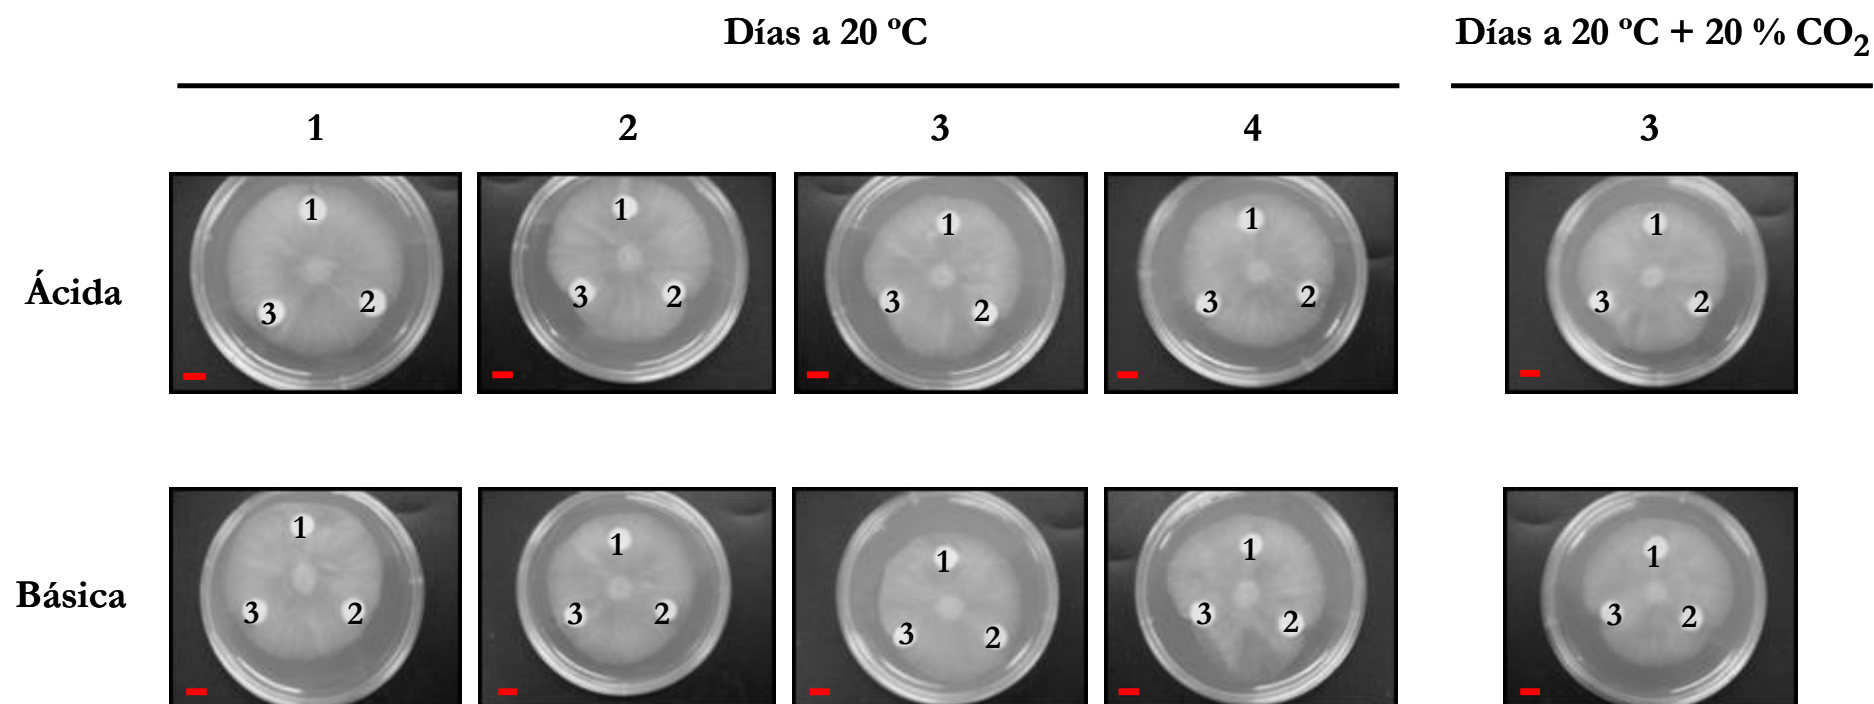 Días a 20 ºC
Días a 20 ºC + 20 % CO2
1 2 3 4 3
Ácida
1 1 1 1 1
3 2 3 2 3 2 3 2 3 2
Básica
1 1 1 1 1
3 2 3 2 3 2 3 2 3 2